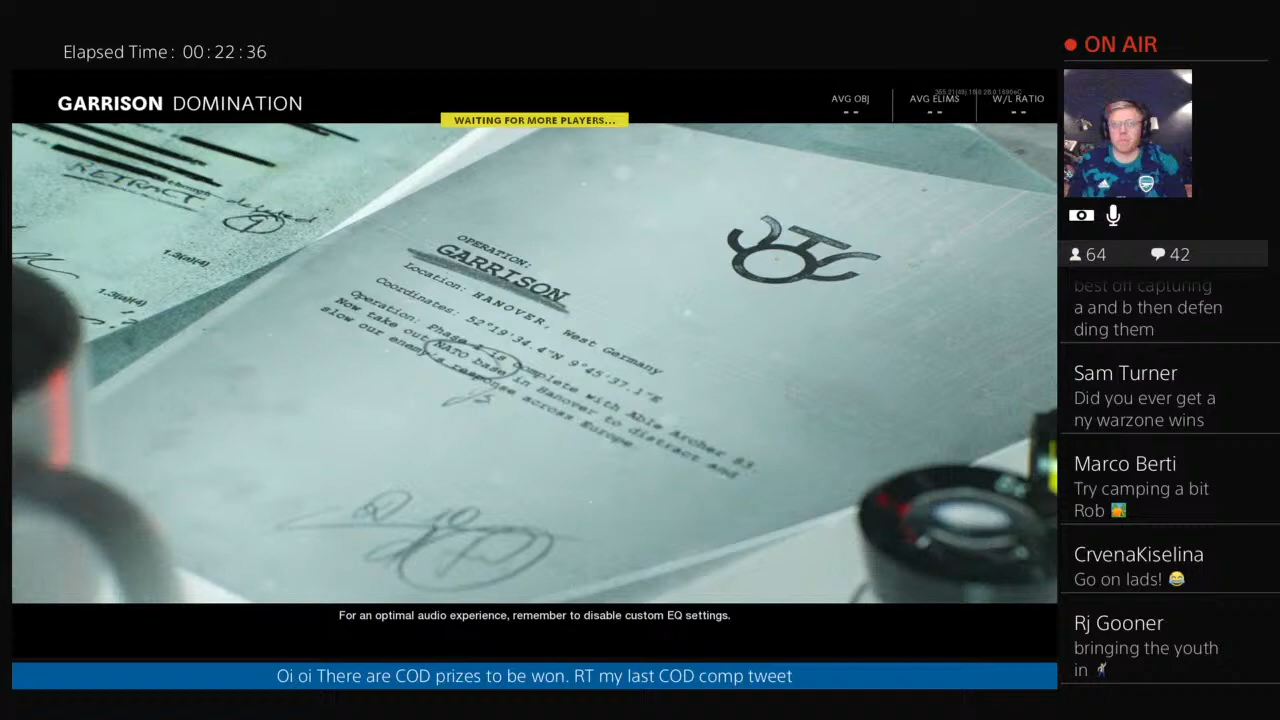 Elapsed Time: 00:22:36
GARRISON DOMINATION
WAITING FOR MORE PLAYERS...
AVG OBJ
--
AVG ELIMS
--
W/L RATIO
--
RETRACT
1.3(a)(4)
1.3(a)(4)
OPERATION:
GARRISON
Location: HANOVER, West Germany
Coordinates: 52°19'34.4"N 9°45'37.1"E
Operation: Phase 1 is complete with Able Archer 83.
Now take out NATO base in Hanover to distract and
slow our enemy's response across Europe
For an optimal audio experience, remember to disable custom EQ settings.
Oi oi There are COD prizes to be won. RT my last COD comp tweet
ON AIR
64
42
best off capturing
a and b then defen
ding them
Sam Turner
Did you ever get a
ny warzone wins
Marco Berti
Try camping a bit
Rob
CrvenaKiselina
Go on lads! 😂
Rj Gooner
bringing the youth
in